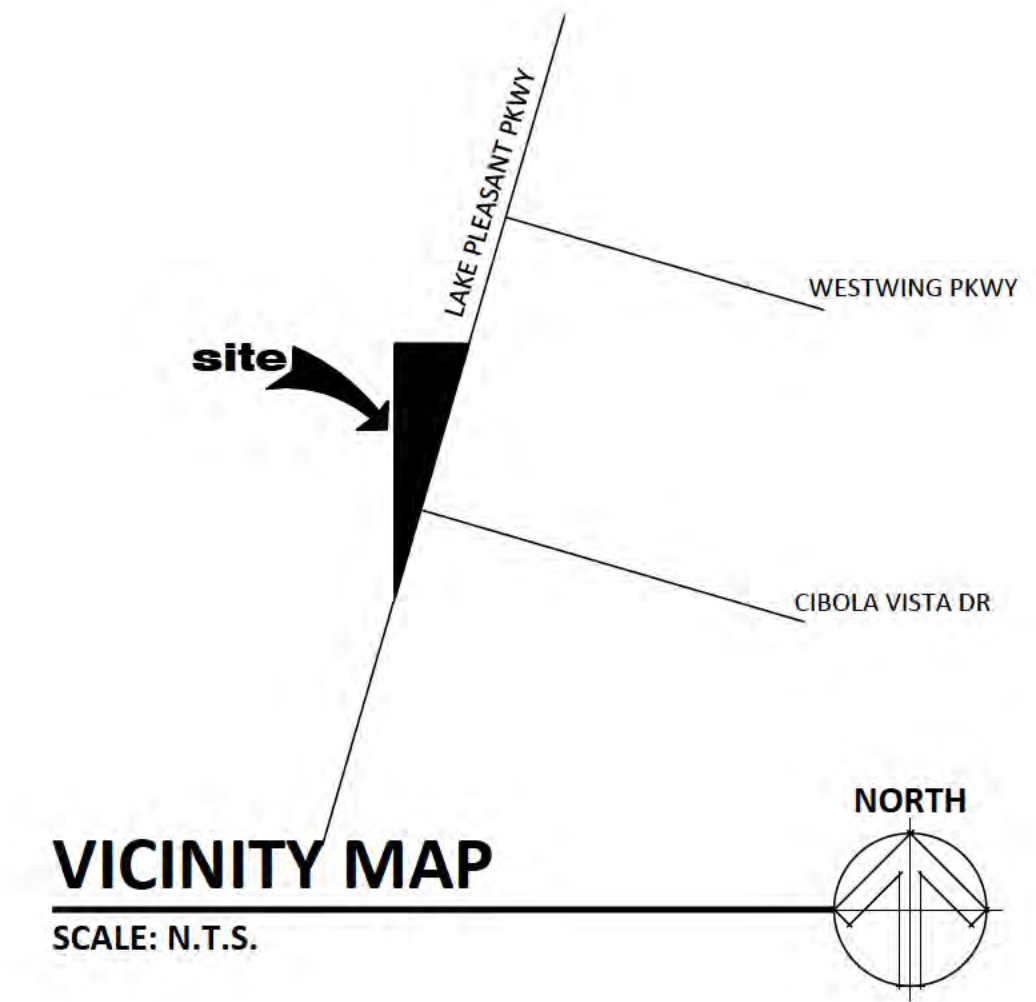 LAKE PLEASANT PKWY
WESTWING PKWY
site
CIBOLA VISTA DR
NORTH
VICINITY MAP
SCALE: N.T.S.